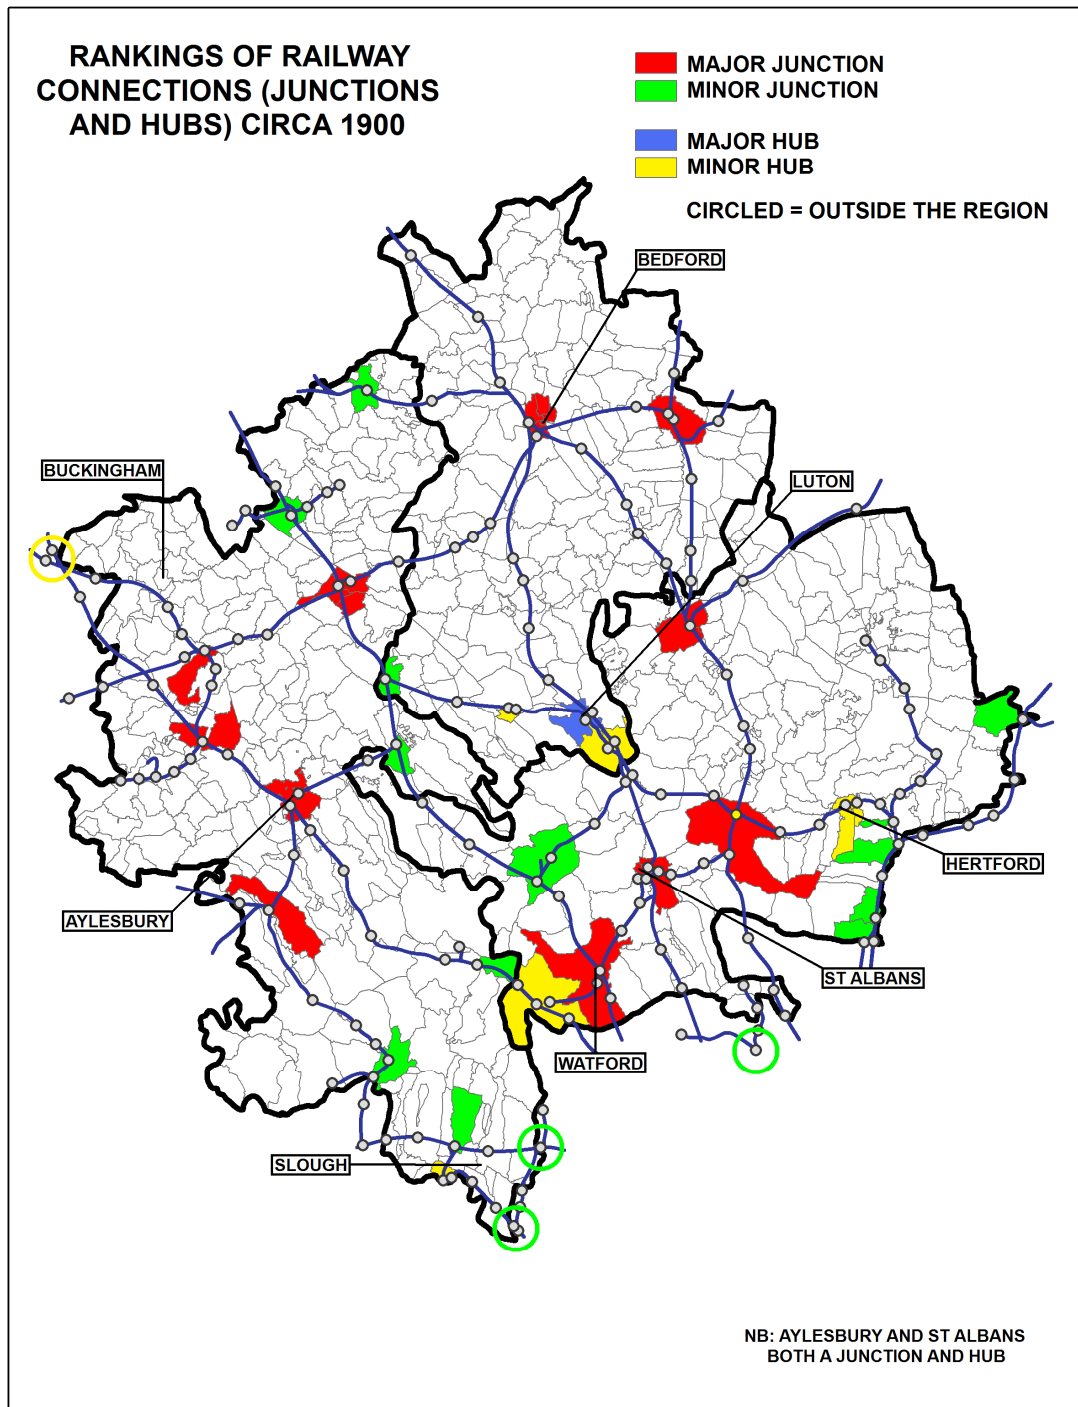 RANKINGS OF RAILWAY
CONNECTIONS (JUNCTIONS
AND HUBS) CIRCA 1900
MAJOR JUNCTION
MINOR JUNCTION
MAJOR HUB
MINOR HUB
CIRCLED = OUTSIDE THE REGION
BEDFORD
BUCKINGHAM
LUTON
HERTFORD
AYLESBURY
ST ALBANS
WATFORD
SLOUGH
NB: AYLESBURY AND ST ALBANS
BOTH A JUNCTION AND HUB